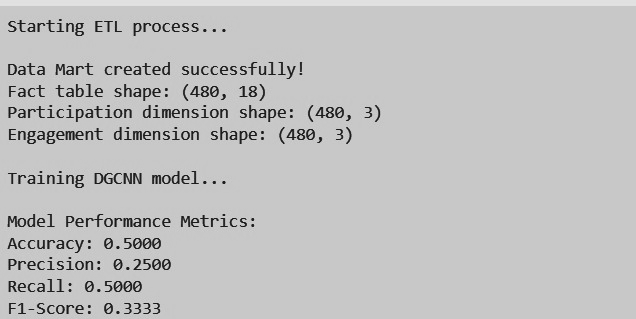 Starting ETL process...
Data Mart created successfully!
Fact table shape: (480, 18)
Participation dimension shape: (480, 3)
Engagement dimension shape: (480, 3)
Training DGCNN model...
Model Performance Metrics:
Accuracy: 0.5000
Precision: 0.2500
Recall: 0.5000
F1-Score: 0.3333